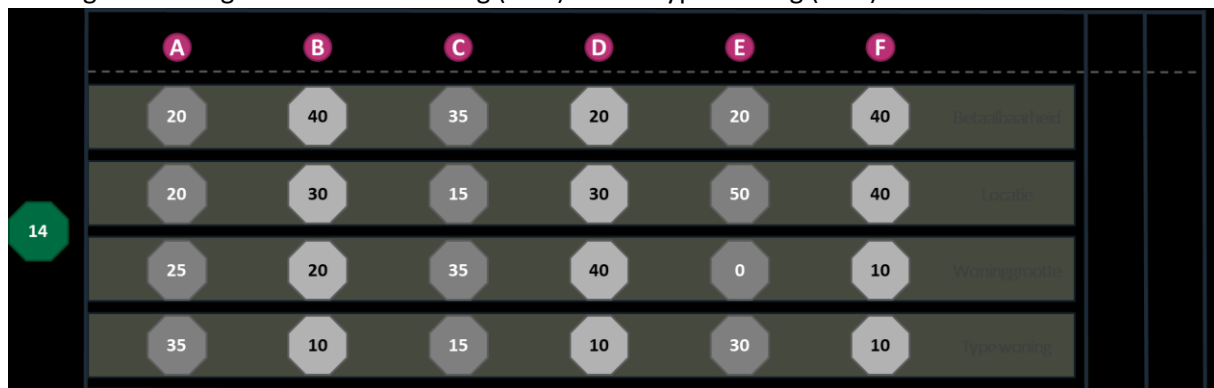 A B C D E F
20 40 35 20 20 40 Betaalbaarheid
20 30 15 30 50 40 Locatie
14
25 20 35 40 0 10 Woninggrootte
35 10 15 10 30 10 Type woning